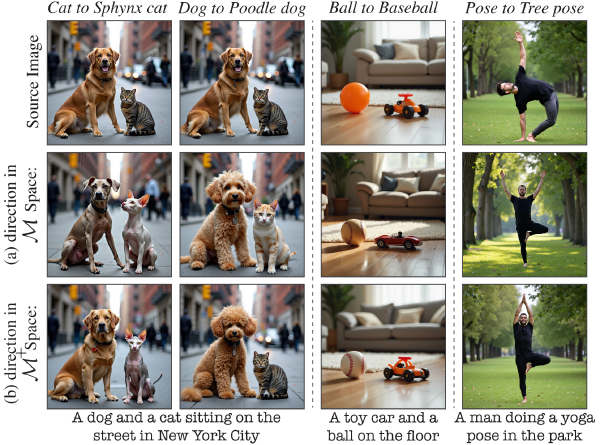 Cat to Sphynx cat Dog to Poodle dog Ball to Baseball Pose to Tree pose
Source Image
(a) direction in
ℳ Space:
(b) direction in
ℳ⁺ Space:
A dog and a cat sitting on the
street in New York City
A toy car and a
ball on the floor
A man doing a yoga
pose in the park